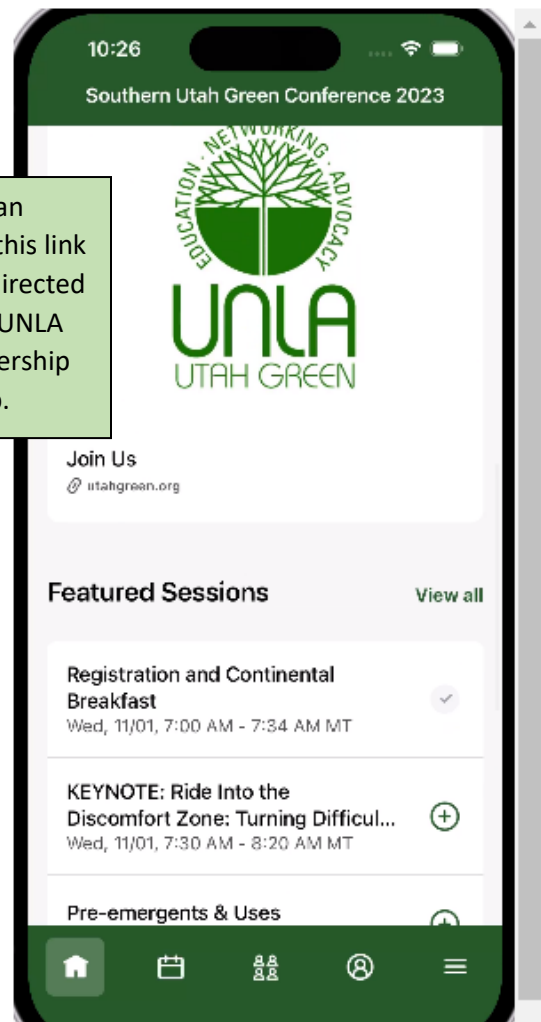 10:26
Southern Utah Green Conference 2023
EDUCATION · NETWORKING · ADVOCACY
UNLA
UTAH GREEN
an
this link
irected
UNLA
ership
.
Join Us
utahgreen.org
Featured Sessions
View all
Registration and Continental
Breakfast
Wed, 11/01, 7:00 AM - 7:34 AM MT
KEYNOTE: Ride Into the
Discomfort Zone: Turning Difficul...
Wed, 11/01, 7:30 AM - 8:20 AM MT
Pre-emergents & Uses